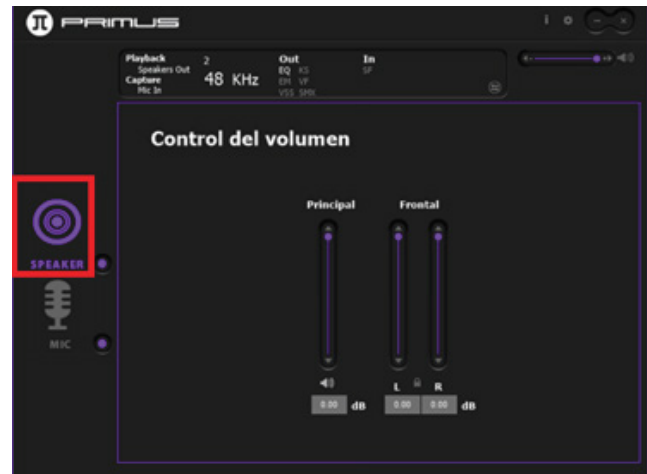 PRIMUS
Playback 2 Out In
Speakers Out EQ KS SF
Capture 48 KHz EM VF
Mic In VSS SMX
Control del volumen
Principal Frontal
SPEAKER
MIC
L R
0.00 dB 0.00 0.00 dB